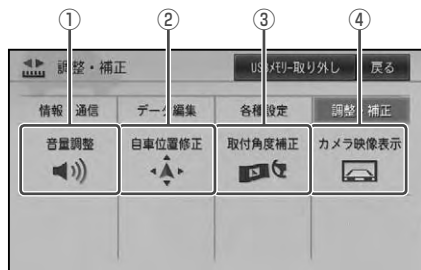 ① ② ③ ④
調整・補正 USBメモリー取り外し 戻る
情報・通信 データ編集 各種設定 調整・補正
音量調整 自車位置修正 取付角度補正 カメラ映像表示